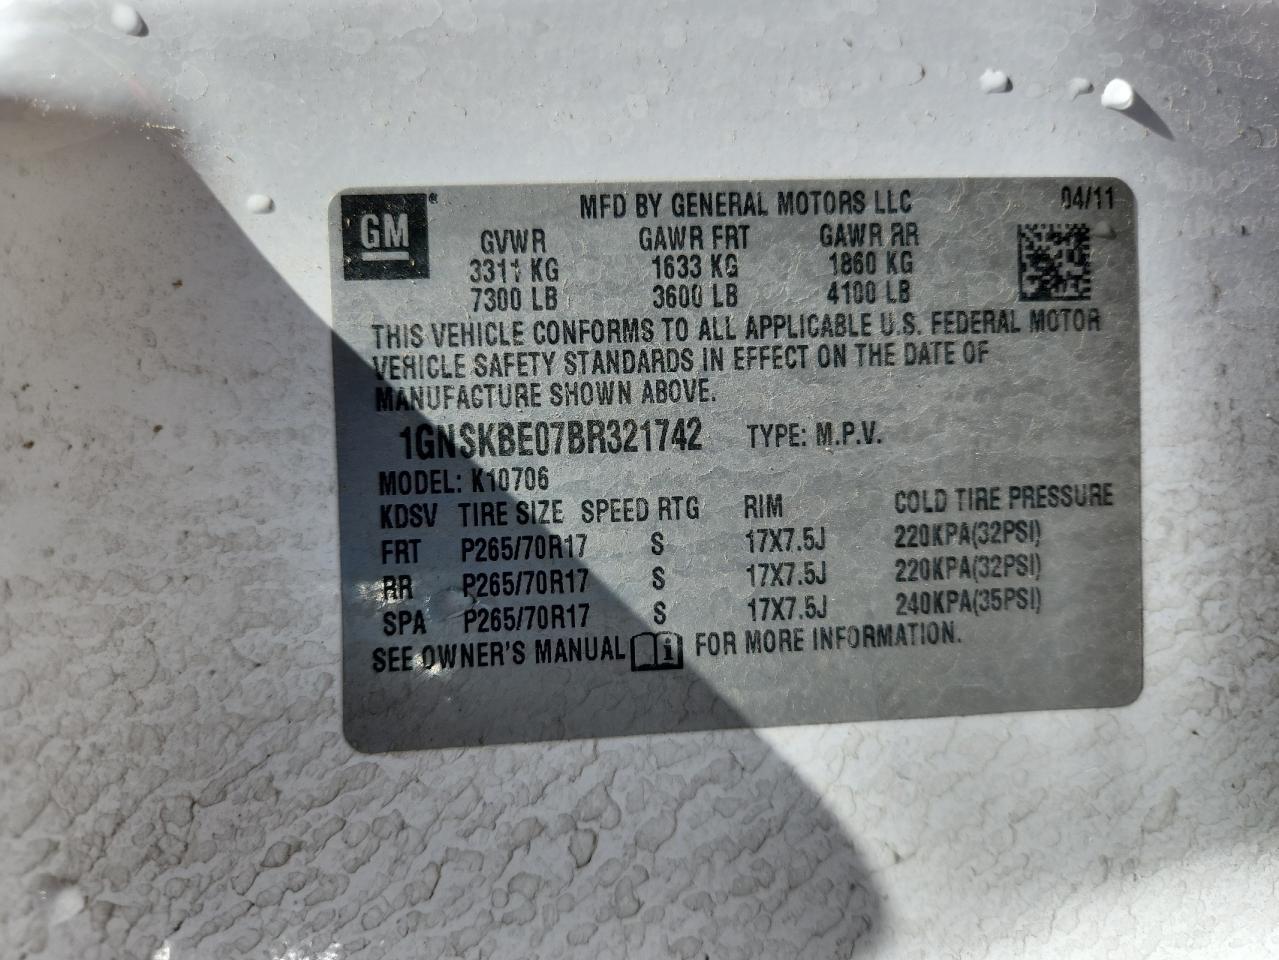 GM® MFD BY GENERAL MOTORS LLC 04/11
GVWR GAWR FRT GAWR RR
3311 KG 1633 KG 1860 KG
7300 LB 3600 LB 4100 LB
THIS VEHICLE CONFORMS TO ALL APPLICABLE U.S. FEDERAL MOTOR
VEHICLE SAFETY STANDARDS IN EFFECT ON THE DATE OF
MANUFACTURE SHOWN ABOVE.
1GNSKBE07BR321742 TYPE: M.P.V.
MODEL: K10706
KDSV TIRE SIZE SPEED RTG RIM COLD TIRE PRESSURE
FRT P265/70R17 S 17X7.5J 220KPA(32PSI)
RR P265/70R17 S 17X7.5J 220KPA(32PSI)
SPA P265/70R17 S 17X7.5J 240KPA(35PSI)
SEE OWNER'S MANUAL FOR MORE INFORMATION.